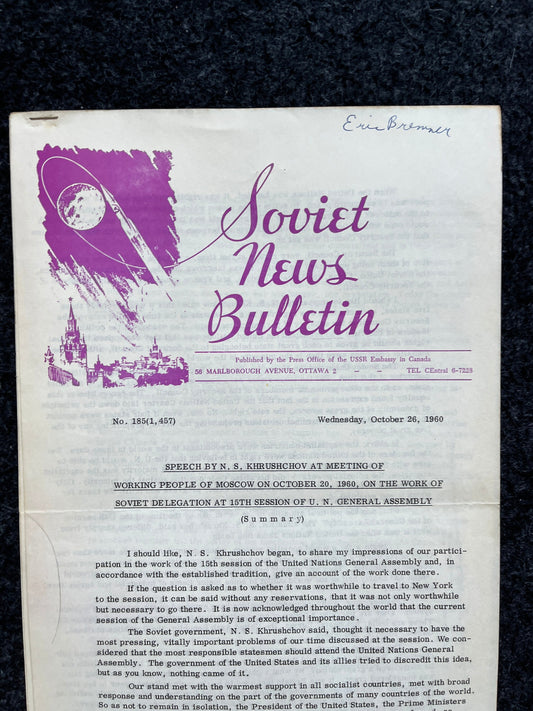 Eric Bremner
Soviet
News
Bulletin
Published by the Press Office of the USSR Embassy in Canada
58 MARLBOROUGH AVENUE, OTTAWA 2 — — TEL CEntral 6-7228
No. 185(1,457) Wednesday, October 26, 1960
SPEECH BY N. S. KHRUSHCHOV AT MEETING OF
WORKING PEOPLE OF MOSCOW ON OCTOBER 20, 1960, ON THE WORK OF
SOVIET DELEGATION AT 15TH SESSION OF U. N. GENERAL ASSEMBLY
(Summary)
I should like, N. S. Khrushchov began, to share my impressions of our partici-
pation in the work of the 15th session of the United Nations General Assembly and, in
accordance with the established tradition, give an account of the work done there.
If the question is asked as to whether it was worthwhile to travel to New York
to the session, it can be said without any reservations, that it was not only worthwhile
but necessary to go there. It is now acknowledged throughout the world that the current
session of the General Assembly is of exceptional importance.
The Soviet government, N. S. Khrushchov said, thought it necessary to have the
most pressing, vitally important problems of our time discussed at the session. We con-
sidered that the most responsible statesmen should attend the United Nations General
Assembly. The government of the United States and its allies tried to discredit this idea,
but as you know, nothing came of it.
Our stand met with the warmest support in all socialist countries, met with broad
response and understanding on the part of the governments of many countries of the world.
So as not to remain in isolation, the President of the United States, the Prime Ministers